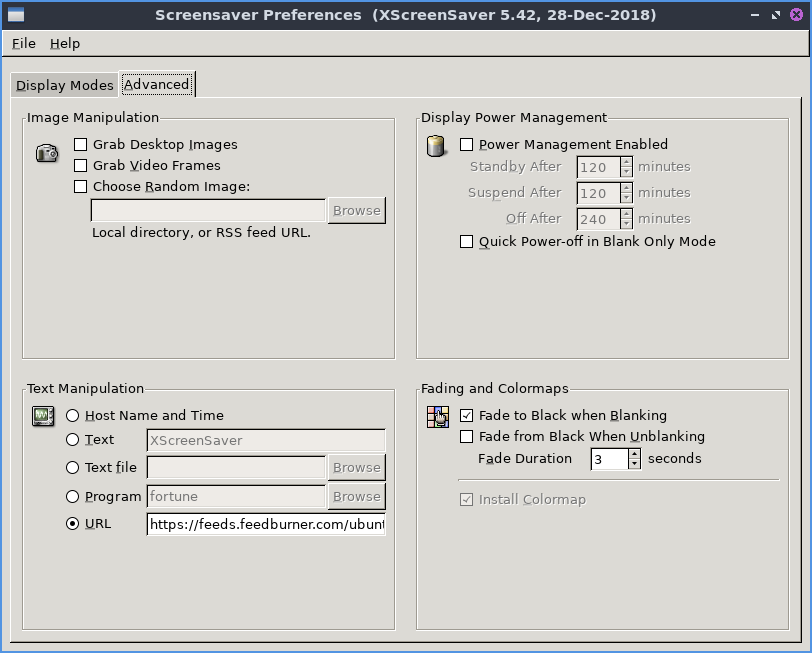 Screensaver Preferences  (XScreenSaver 5.42, 28-Dec-2018)
File Help
Display Modes Advanced
Image Manipulation
Grab Desktop Images
Grab Video Frames
Choose Random Image:
Browse
Local directory, or RSS feed URL.
Display Power Management
Power Management Enabled
Standby After 120 minutes
Suspend After 120 minutes
Off After 240 minutes
Quick Power-off in Blank Only Mode
Text Manipulation
Host Name and Time
Text XScreenSaver
Text file Browse
Program fortune Browse
URL https://feeds.feedburner.com/ubunt
Fading and Colormaps
Fade to Black when Blanking
Fade from Black When Unblanking
Fade Duration 3 seconds
Install Colormap